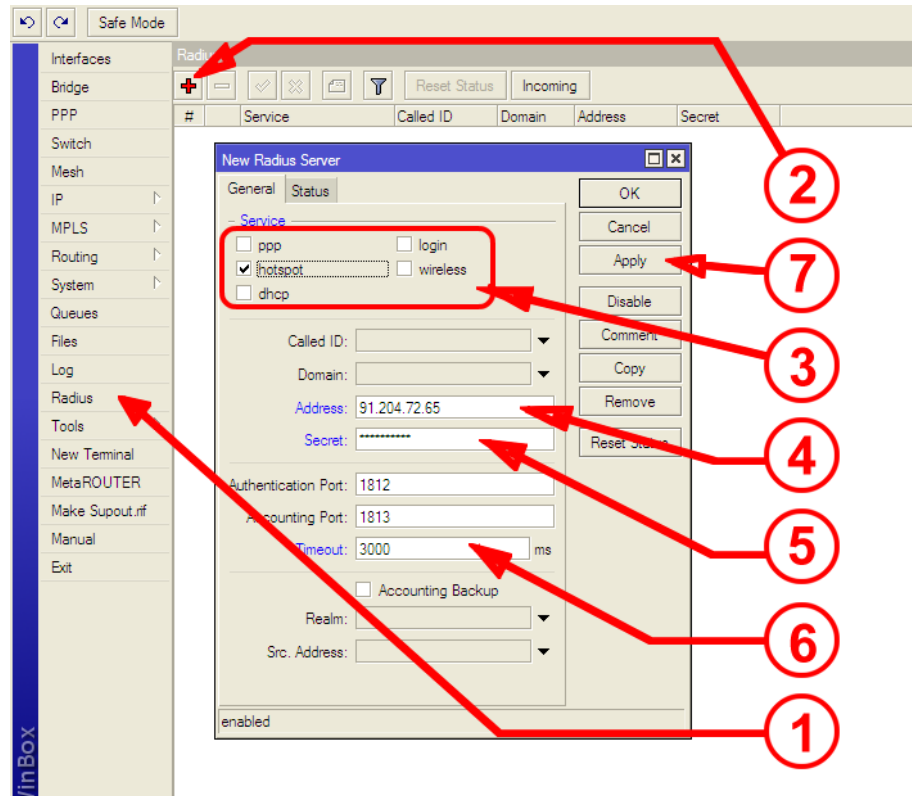 Safe Mode
Interfaces
Bridge
PPP
Switch
Mesh
IP
MPLS
Routing
System
Queues
Files
Log
Radius
Tools
New Terminal
MetaROUTER
Make Supout.rif
Manual
Exit
WinBox
Reset Status Incoming
# Service Called ID Domain Address Secret
New Radius Server
General Status
Service
ppp login
hotspot wireless
dhcp
Called ID:
Domain:
Address: 91.204.72.65
Secret: **********
Authentication Port: 1812
Accounting Port: 1813
Timeout: 3000 ms
Accounting Backup
Realm:
Src. Address:
enabled
OK
Cancel
Apply
Disable
Comment
Copy
Remove
Reset Status
2
7
3
4
5
6
1